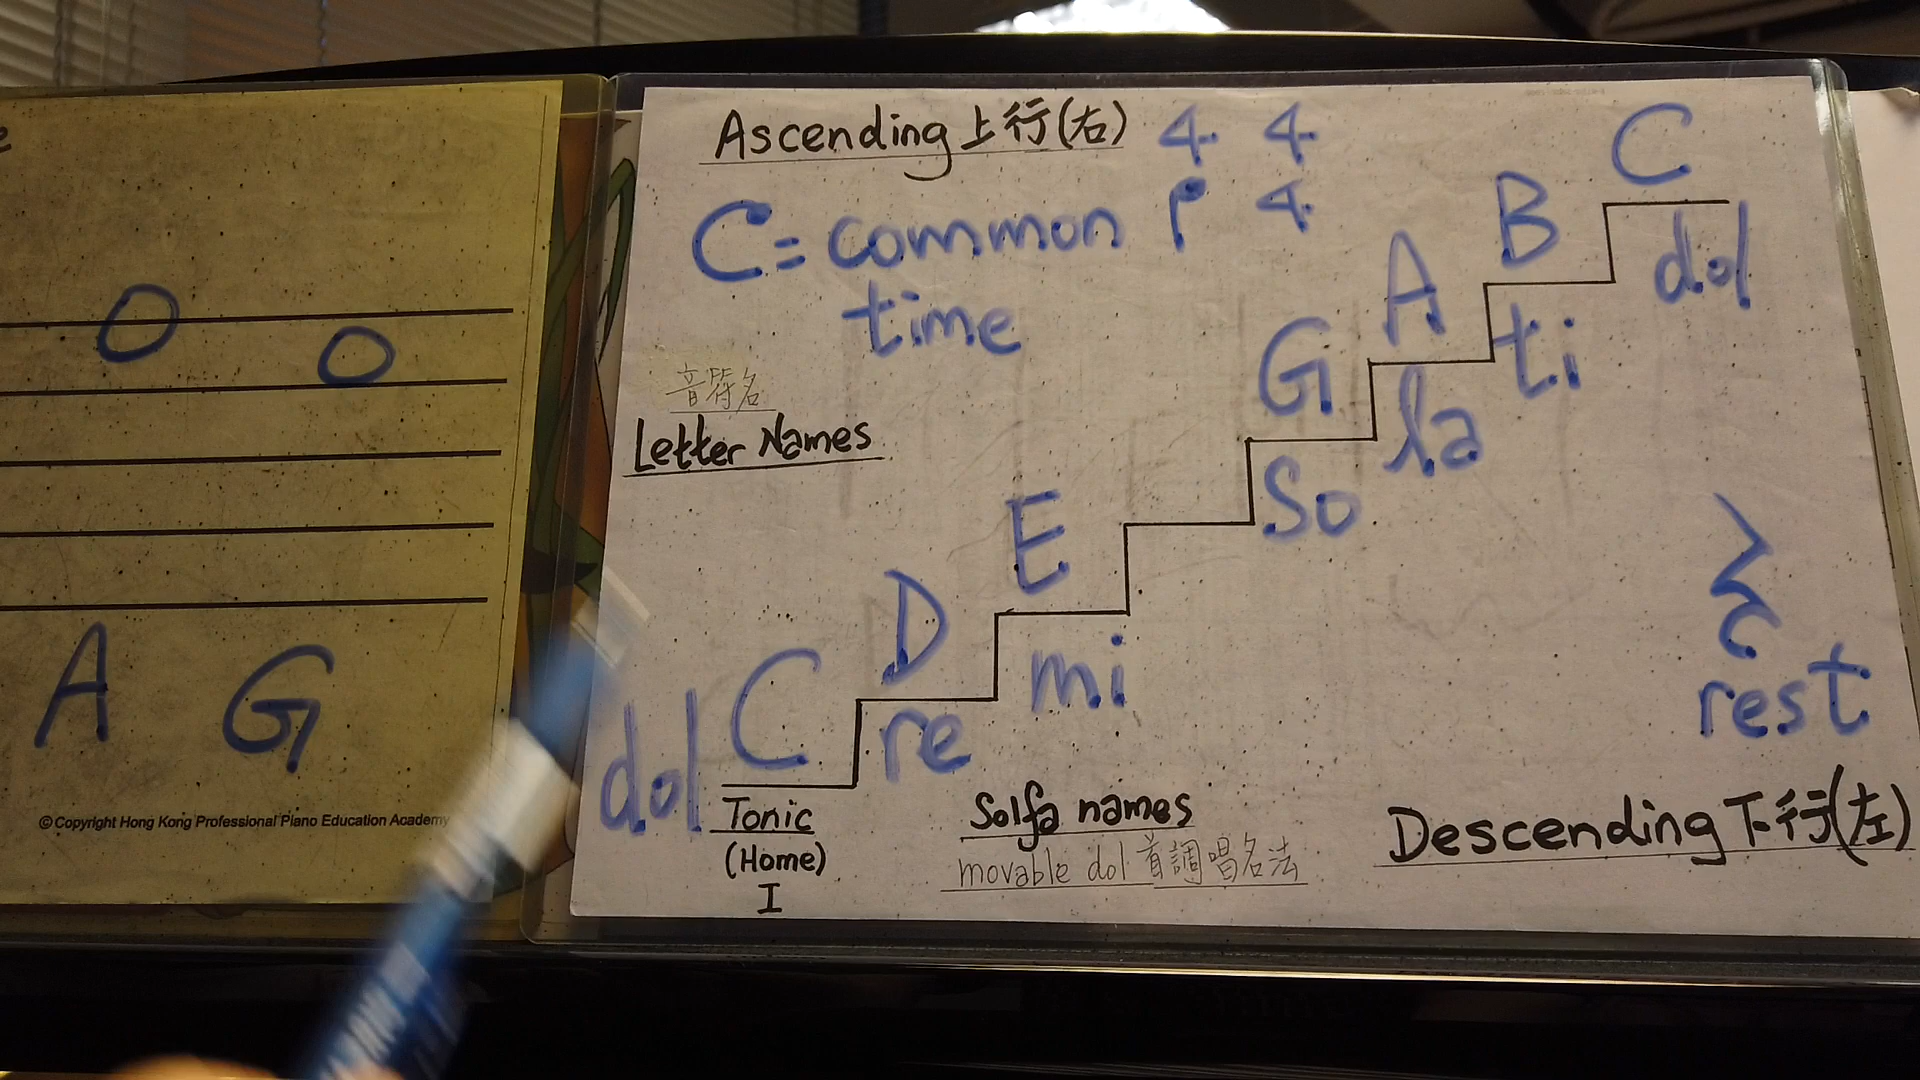 A G
© Copyright Hong Kong Professional Piano Education Academy
Ascending 上行(右) 4 4
C = common 4
time
音符名
Letter Names
C
B
dol
A
ti
G
la
So
E
D
mi
C
re
dol
rest
Tonic
(Home)
I
Solfa names
movable dol 首調唱名法
Descending 下行(左)